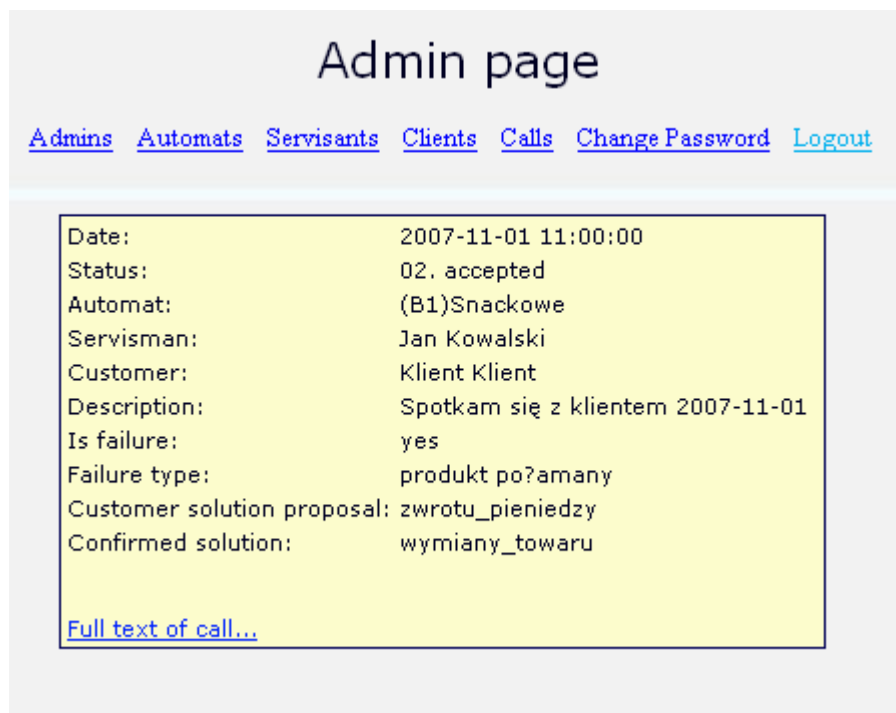 Admin page
Admins Automats Servisants Clients Calls Change Password Logout
Date: 2007-11-01 11:00:00
Status: 02. accepted
Automat: (B1)Snackowe
Servisman: Jan Kowalski
Customer: Klient Klient
Description: Spotkam się z klientem 2007-11-01
Is failure: yes
Failure type: produkt po?amany
Customer solution proposal: zwrotu_pieniedzy
Confirmed solution: wymiany_towaru
Full text of call...